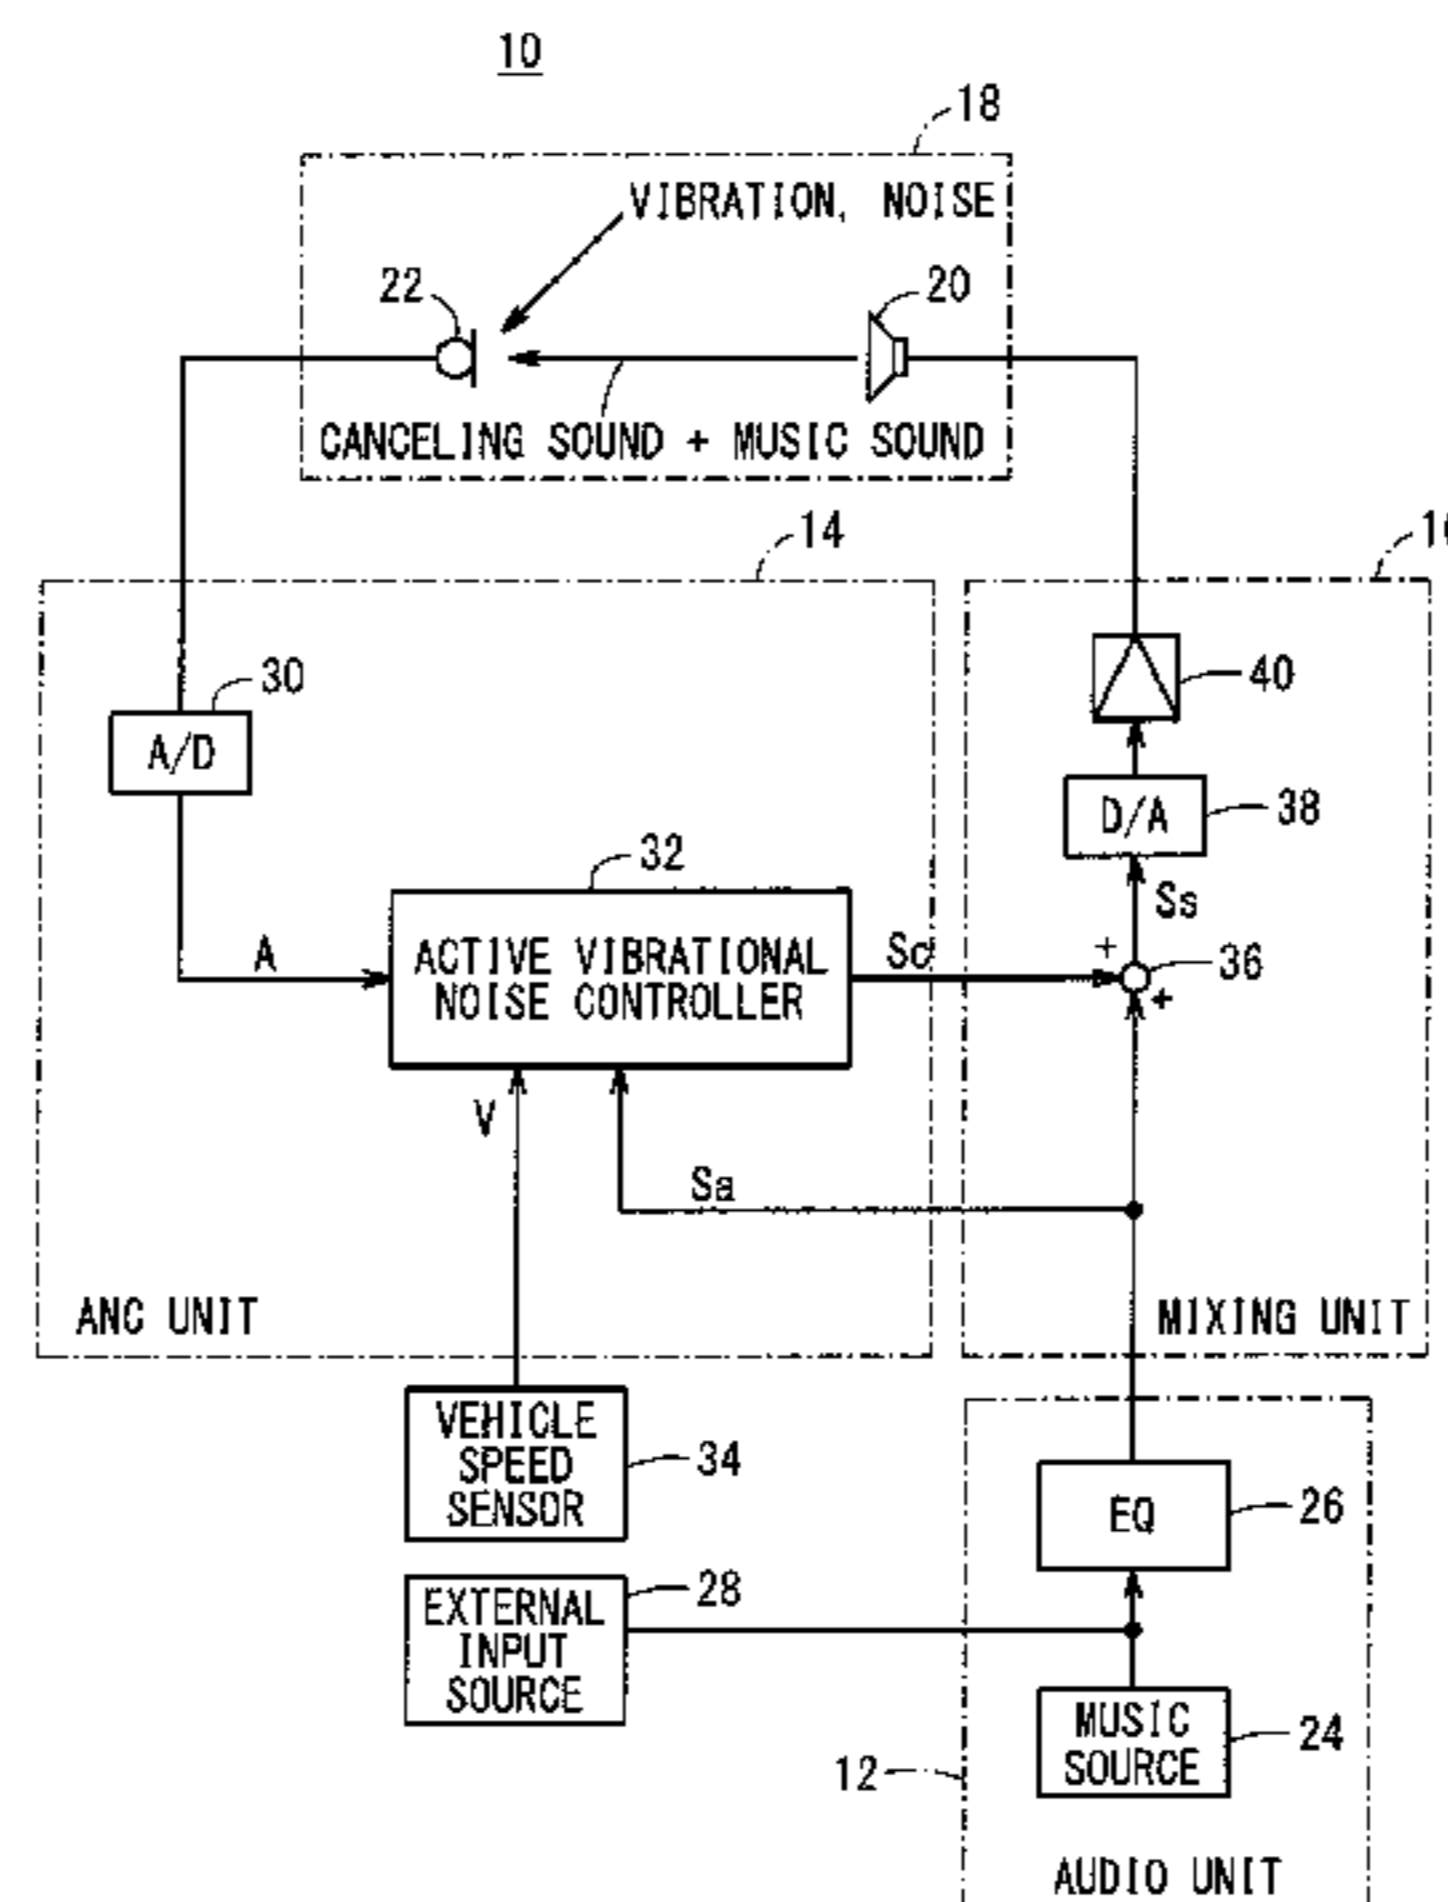 10
18
VIBRATION, NOISE
22
20
CANCELING SOUND + MUSIC SOUND
14
30
40
A/D
D/A
38
32
Ss
A
ACTIVE VIBRATIONAL
NOISE CONTROLLER
Sc
+
36
+
V
Sa
ANC UNIT
MIXING UNIT
VEHICLE
SPEED
SENSOR
34
EQ
26
EXTERNAL
INPUT
SOURCE
28
MUSIC
SOURCE
24
12
AUDIO UNIT